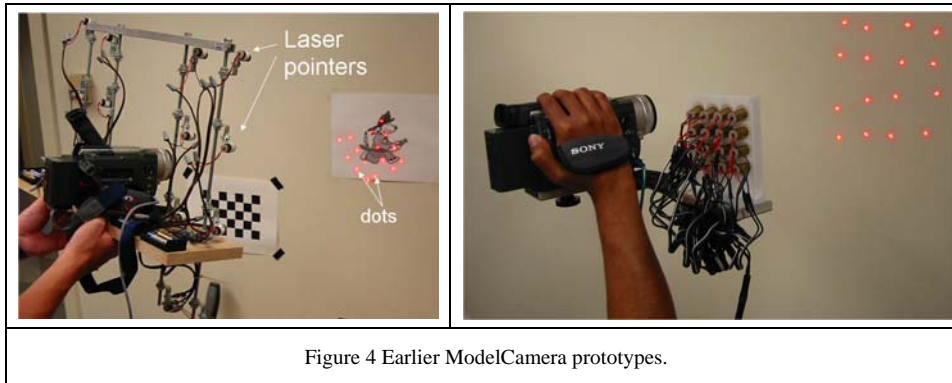 Laser
pointers
dots
SONY
Figure 4 Earlier ModelCamera prototypes.